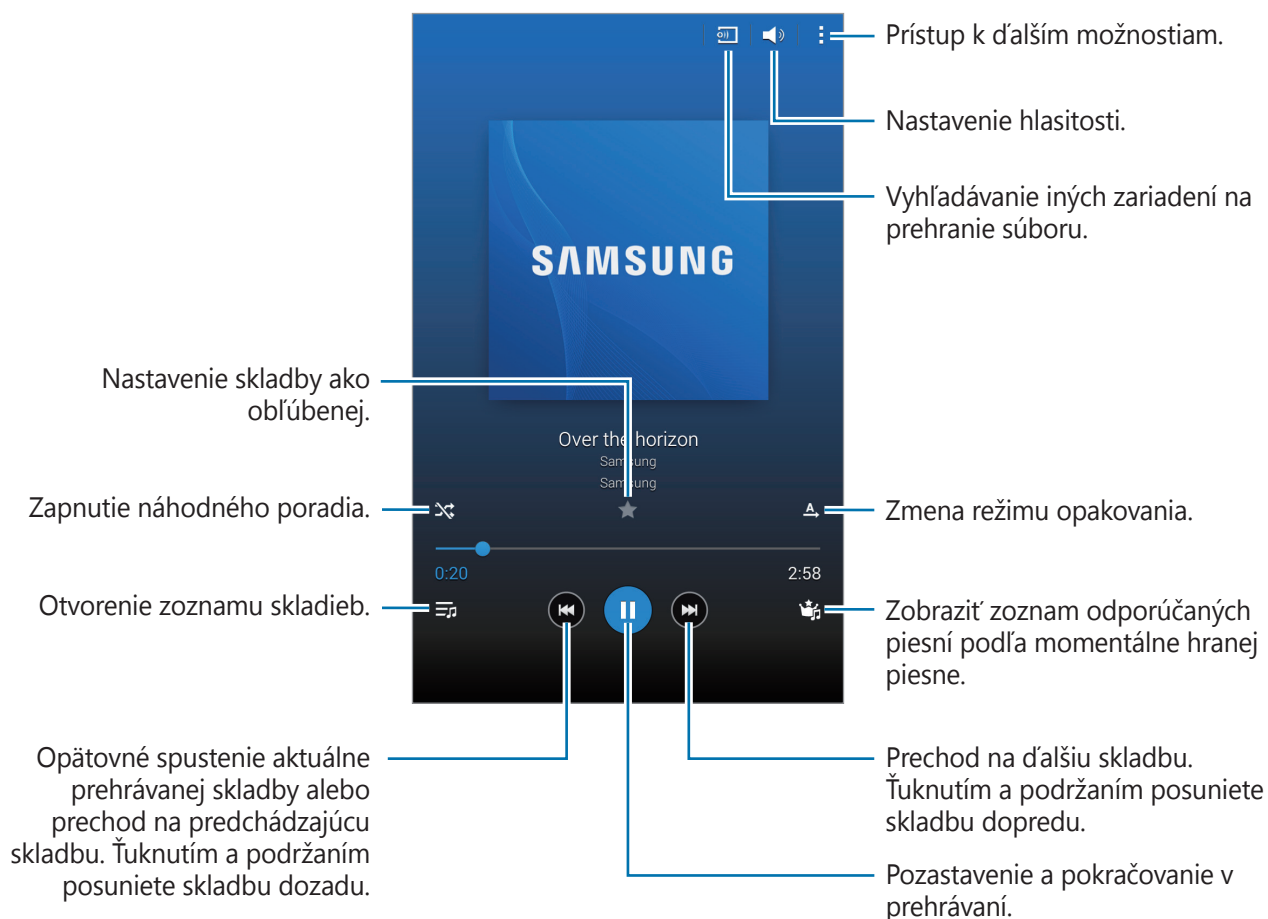 Prístup k ďalším možnostiam.
Nastavenie hlasitosti.
Vyhľadávanie iných zariadení na
prehranie súboru.
SAMSUNG
Nastavenie skladby ako
obľúbenej.
Over the horizon
Samsung
Samsung
Zapnutie náhodného poradia.
A
Zmena režimu opakovania.
0:20
2:58
Otvorenie zoznamu skladieb.
Zobraziť zoznam odporúčaných
piesní podľa momentálne hranej
piesne.
Opätovné spustenie aktuálne
prehrávanej skladby alebo
prechod na predchádzajúcu
skladbu. Ťuknutím a podržaním
posuniete skladbu dozadu.
Prechod na ďalšiu skladbu.
Ťuknutím a podržaním posuniete
skladbu dopredu.
Pozastavenie a pokračovanie v
prehrávaní.